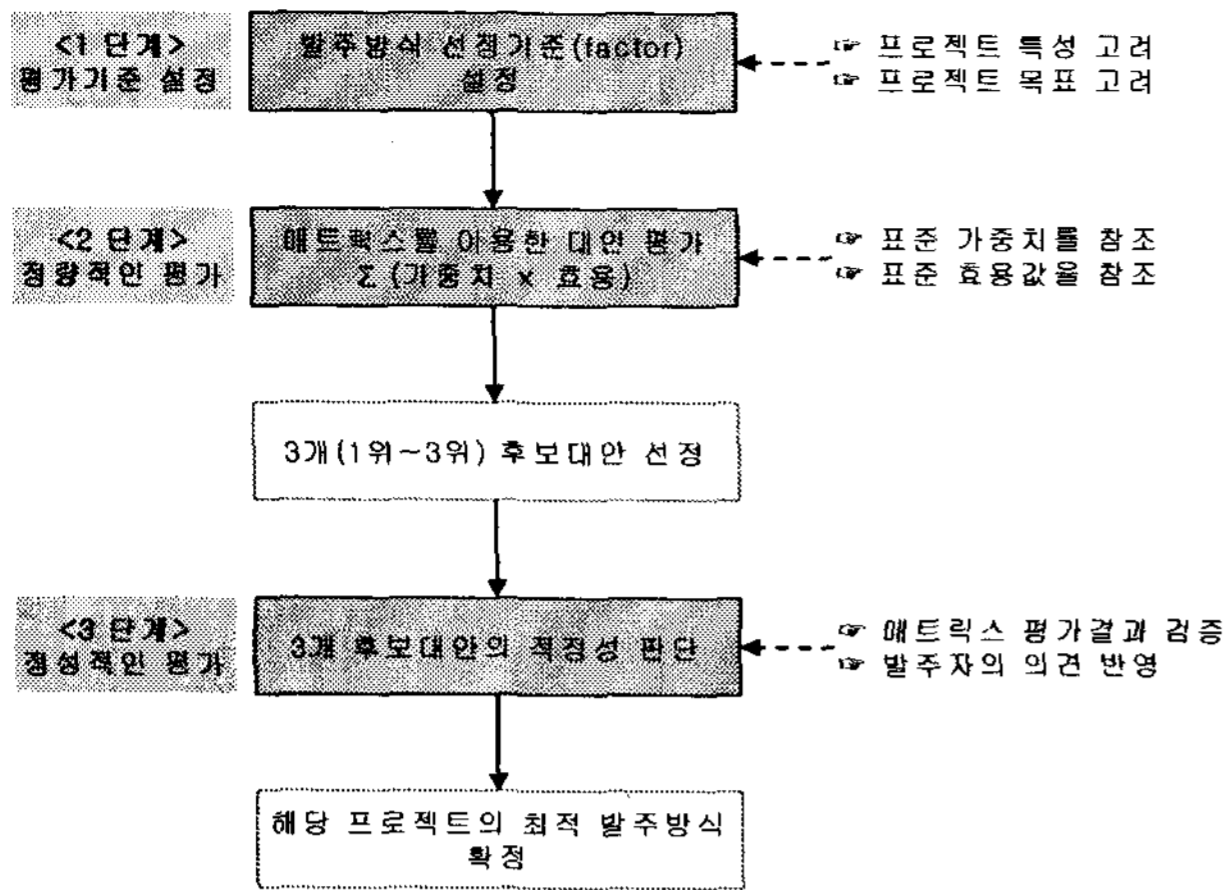 <1 단계>
평가기준 설정
발주방식 선정기준(factor)
설정
☞ 프로젝트 특성 고려
☞ 프로젝트 목표 고려
<2 단계>
정량적인 평가
매트릭스를 이용한 대안 평가
Σ (가중치 x 효용)
☞ 표준 가중치를 참조
☞ 표준 효용값을 참조
3개(1위~3위) 후보대안 선정
<3 단계>
정성적인 평가
3개 후보대안의 적정성 판단
☞ 매트릭스 평가결과 검증
☞ 발주자의 의견 반영
해당 프로젝트의 최적 발주방식
확정